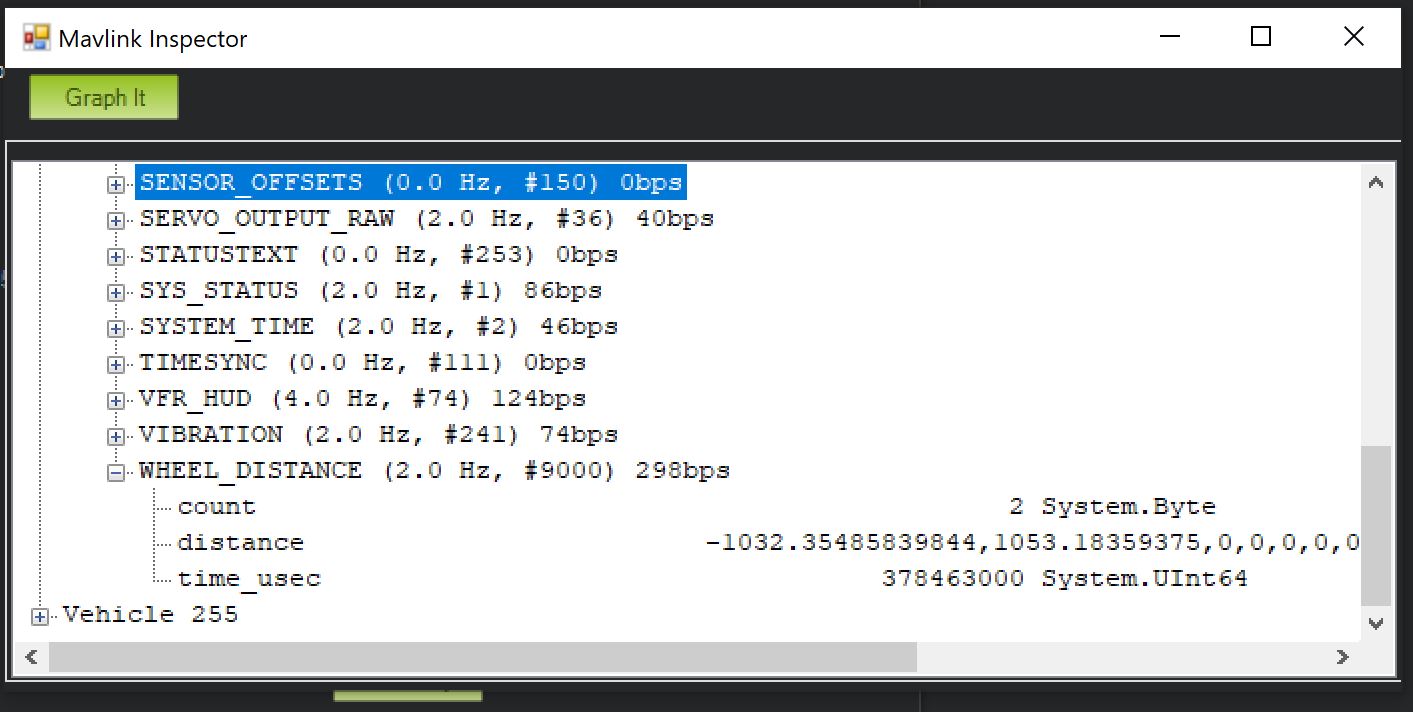 Mavlink Inspector
Graph It
SENSOR_OFFSETS (0.0 Hz, #150) 0bps
SERVO_OUTPUT_RAW (2.0 Hz, #36) 40bps
STATUSTEXT (0.0 Hz, #253) 0bps
SYS_STATUS (2.0 Hz, #1) 86bps
SYSTEM_TIME (2.0 Hz, #2) 46bps
TIMESYNC (0.0 Hz, #111) 0bps
VFR_HUD (4.0 Hz, #74) 124bps
VIBRATION (2.0 Hz, #241) 74bps
WHEEL_DISTANCE (2.0 Hz, #9000) 298bps
count 2 System.Byte
distance -1032.35485839844,1053.18359375,0,0,0,0,0
time_usec 378463000 System.UInt64
Vehicle 255